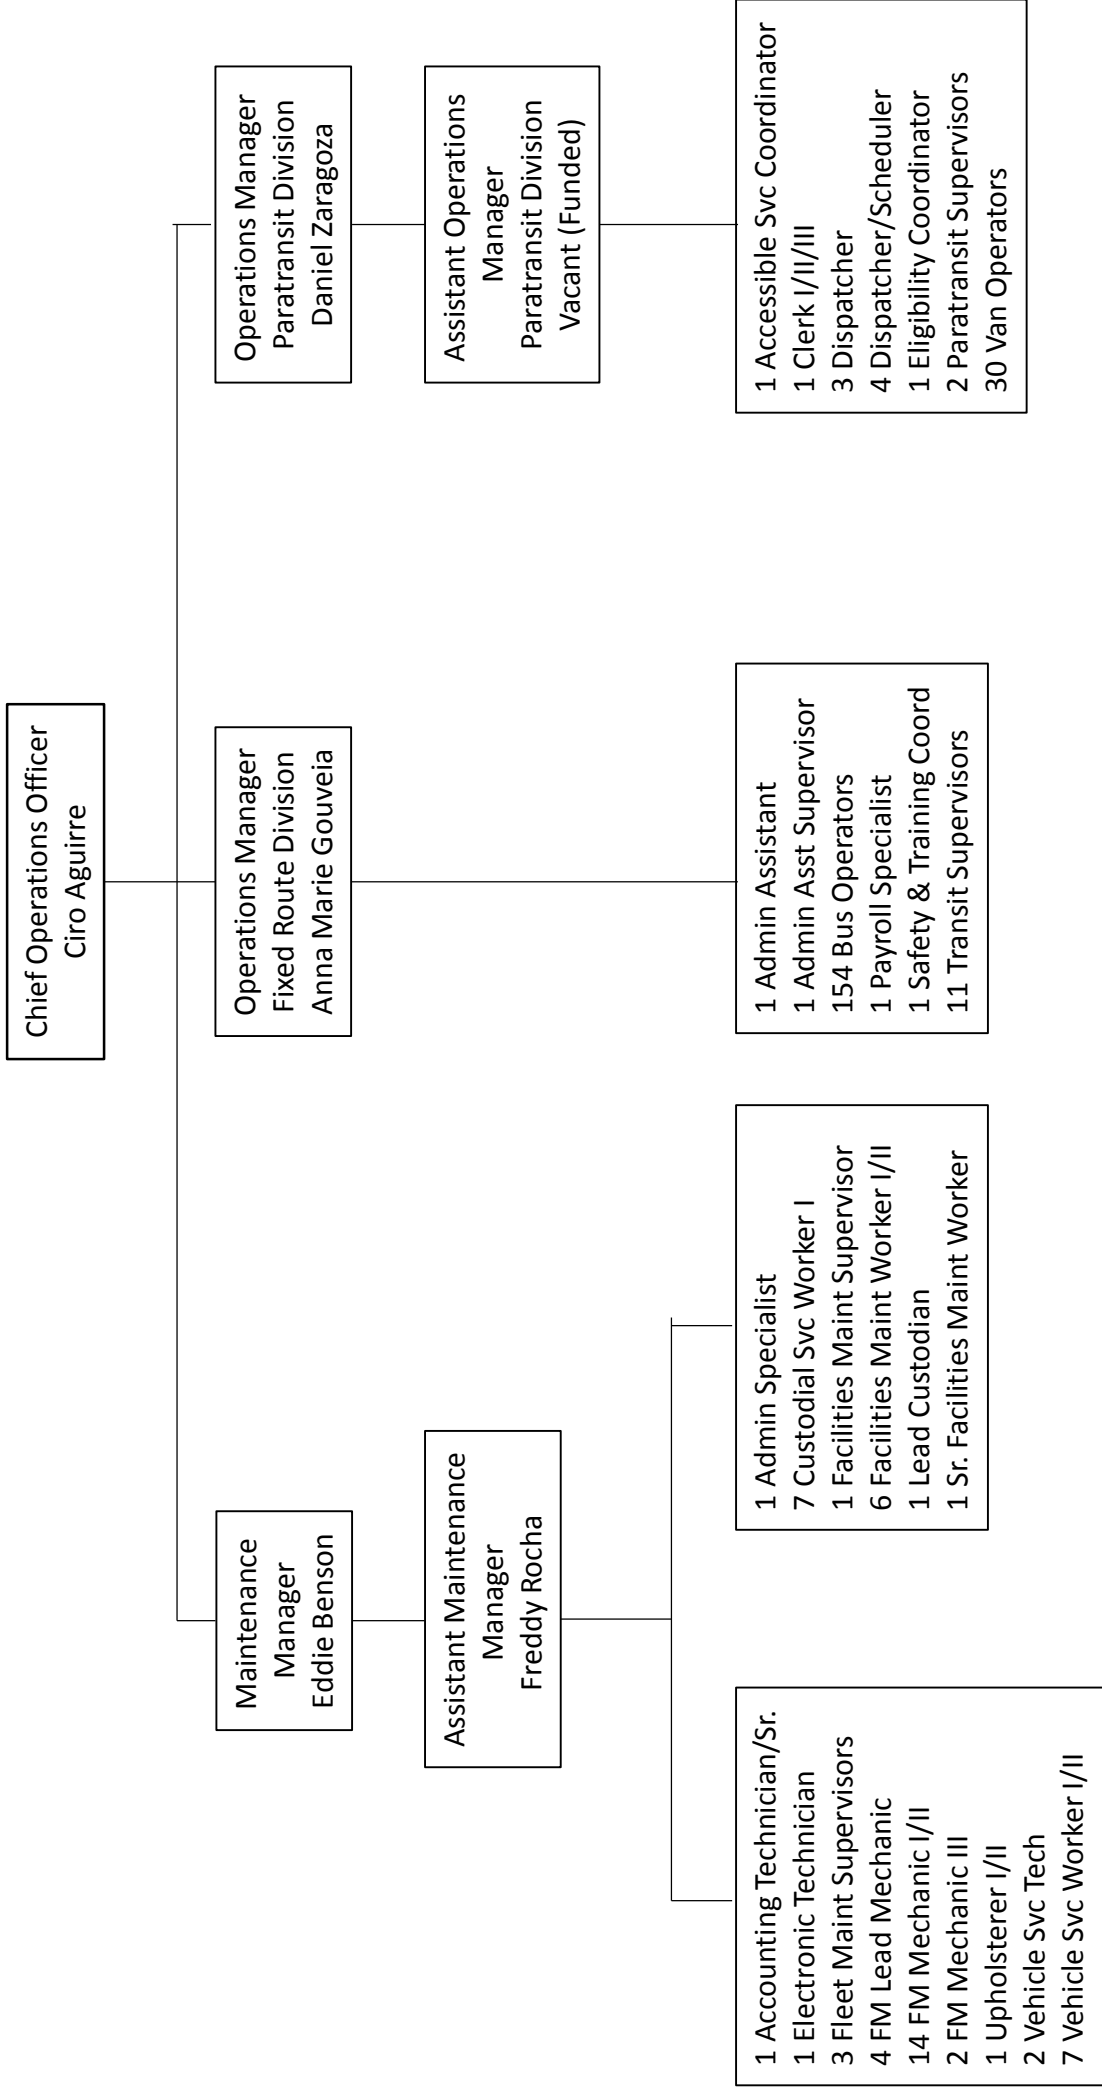 Chief Operations Officer
Ciro Aguirre
Maintenance
Manager
Eddie Benson
Operations Manager
Fixed Route Division
Anna Marie Gouveia
Operations Manager
Paratransit Division
Daniel Zaragoza
Assistant Maintenance
Manager
Freddy Rocha
Assistant Operations
Manager
Paratransit Division
Vacant (Funded)
1 Accounting Technician/Sr.
1 Electronic Technician
3 Fleet Maint Supervisors
4 FM Lead Mechanic
14 FM Mechanic I/II
2 FM Mechanic III
1 Upholsterer I/II
2 Vehicle Svc Tech
7 Vehicle Svc Worker I/II
1 Admin Specialist
7 Custodial Svc Worker I
1 Facilities Maint Supervisor
6 Facilities Maint Worker I/II
1 Lead Custodian
1 Sr. Facilities Maint Worker
1 Admin Assistant
1 Admin Asst Supervisor
154 Bus Operators
1 Payroll Specialist
1 Safety & Training Coord
11 Transit Supervisors
1 Accessible Svc Coordinator
1 Clerk I/II/III
3 Dispatcher
4 Dispatcher/Scheduler
1 Eligibility Coordinator
2 Paratransit Supervisors
30 Van Operators